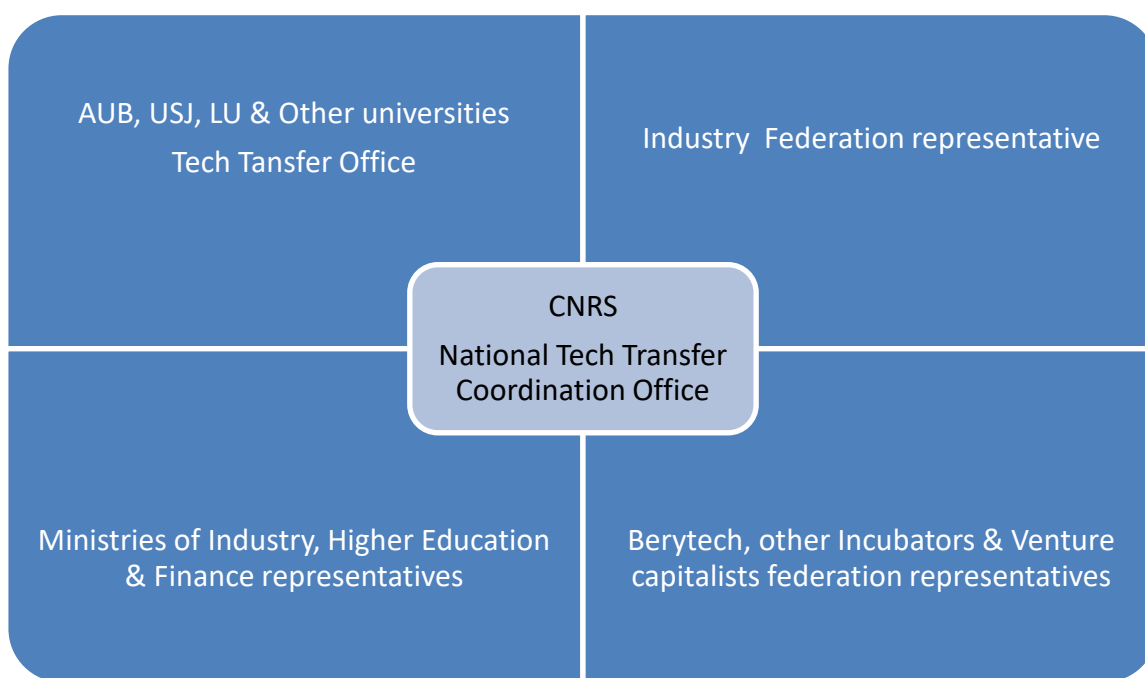 AUB, USJ, LU & Other universities
Tech Tansfer Office
Industry  Federation representative
CNRS
National Tech Transfer
Coordination Office
Ministries of Industry, Higher Education
& Finance representatives
Berytech, other Incubators & Venture
capitalists federation representatives